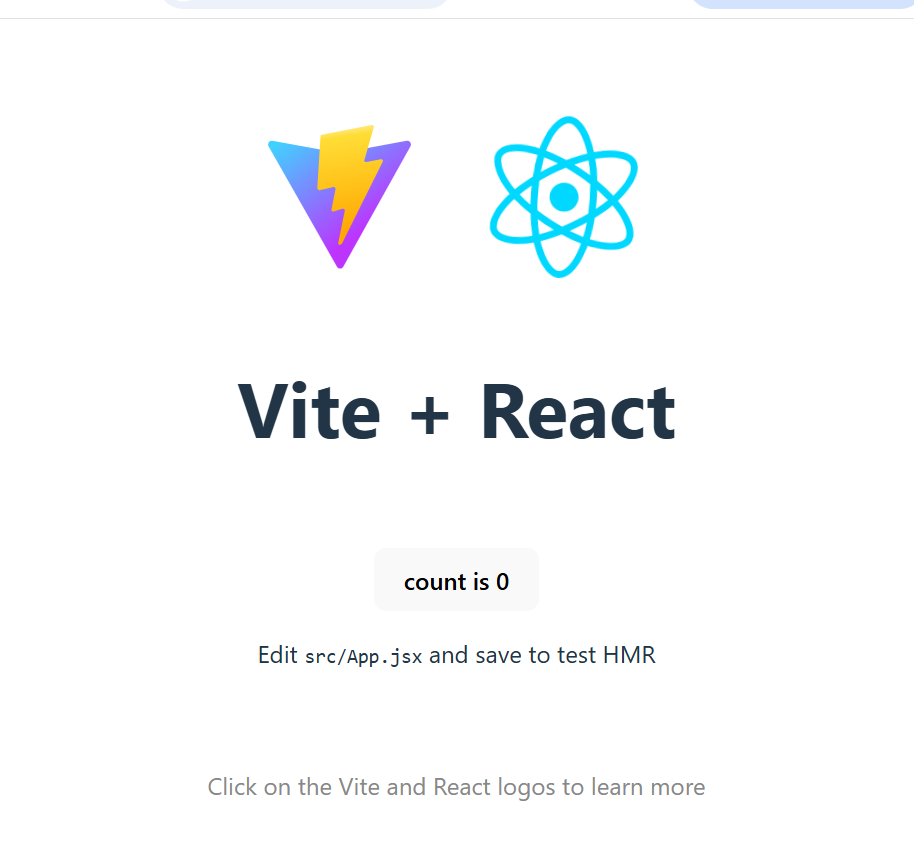 Vite + React
count is 0
Edit src/App.jsx and save to test HMR
Click on the Vite and React logos to learn more